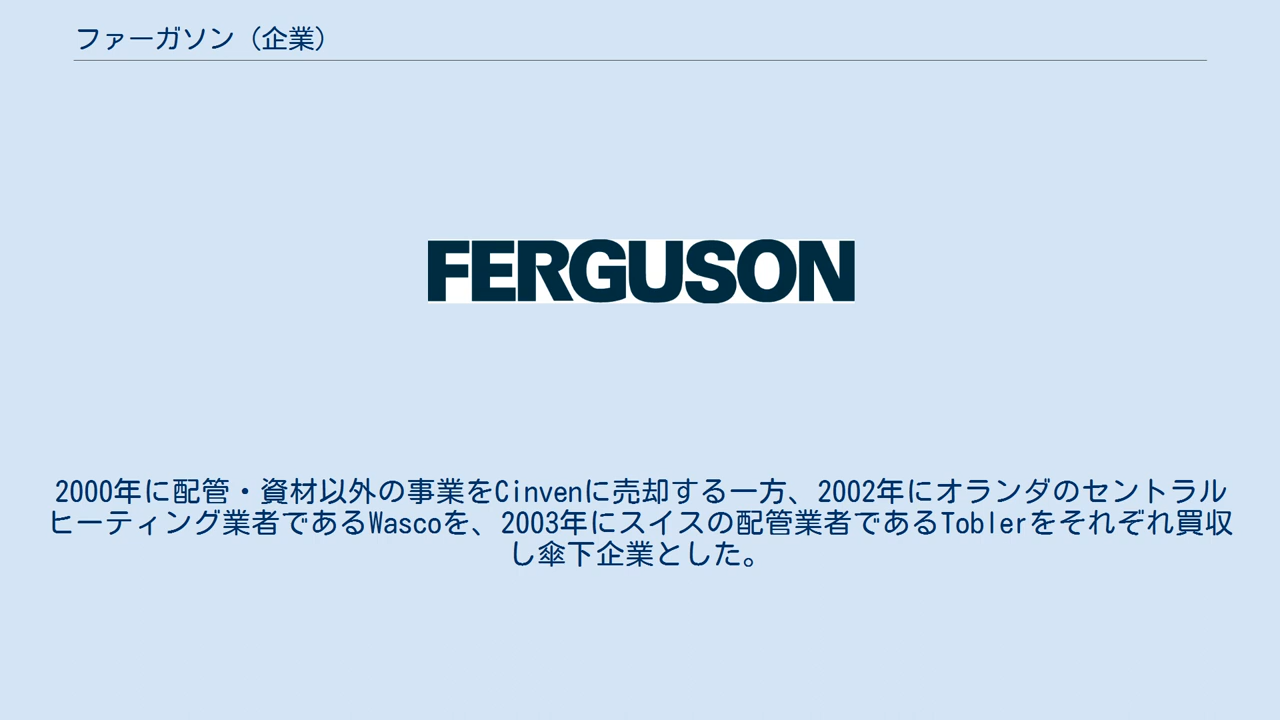 ファーガソン（企業）
FERGUSON
2000年に配管・資材以外の事業をCinvenに売却する一方、2002年にオランダのセントラル
ヒーティング業者であるWascoを、2003年にスイスの配管業者であるToblerをそれぞれ買収
し傘下企業とした。